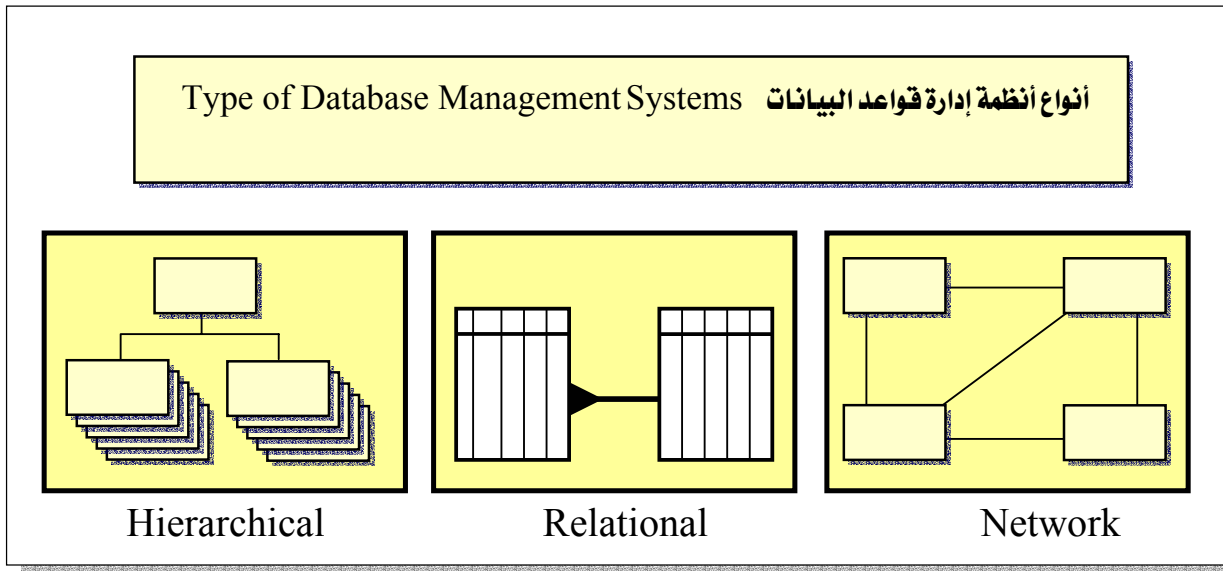 Type of Database Management Systems أنواع أنظمة إدارة قواعد البيانات
Hierarchical
Relational
Network